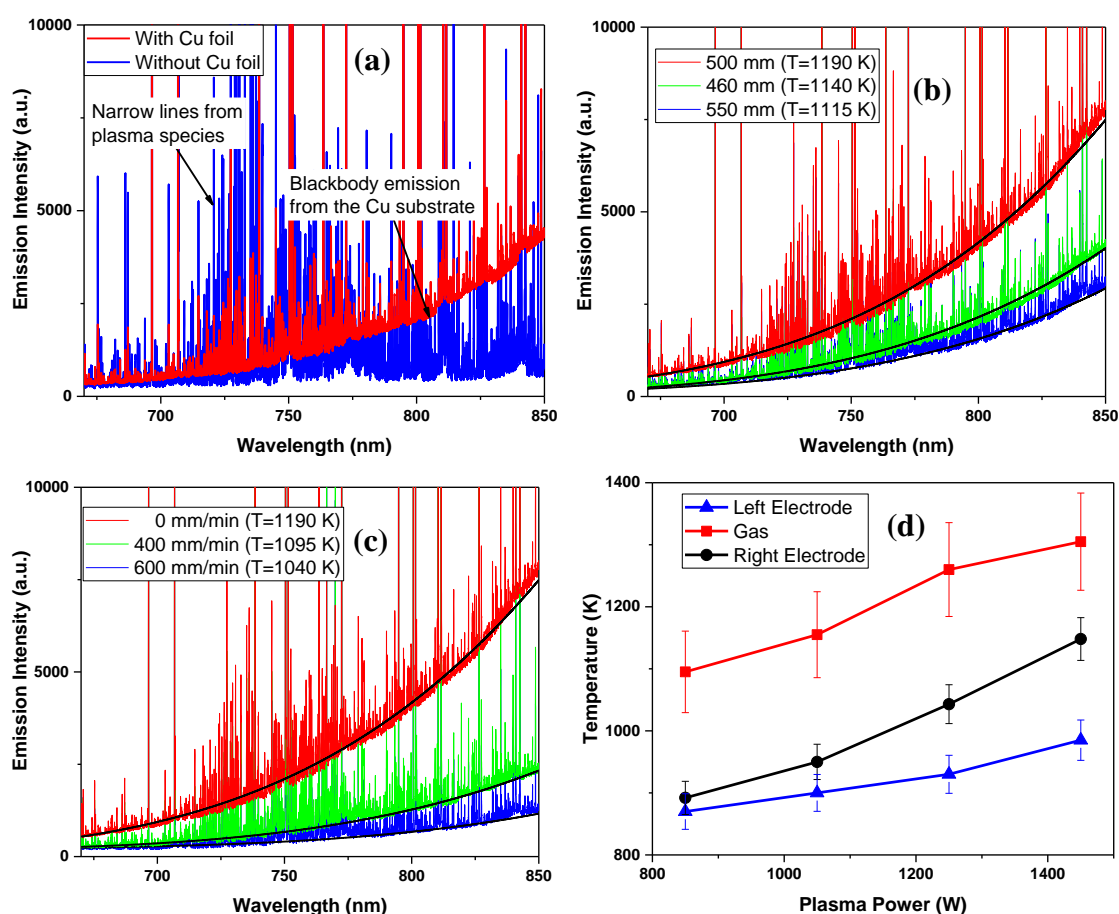 With Cu foil
Without Cu foil
(a)
Narrow lines from
plasma species
Blackbody emission
from the Cu substrate
Emission Intensity (a.u.)
10000
5000
0
700
750
800
850
Wavelength (nm)
500 mm (T=1190 K)
460 mm (T=1140 K)
550 mm (T=1115 K)
(b)
Emission Intensity (a.u.)
10000
5000
0
700
750
800
850
Wavelength (nm)
0 mm/min (T=1190 K)
400 mm/min (T=1095 K)
600 mm/min (T=1040 K)
(c)
Emission Intensity (a.u.)
10000
5000
0
700
750
800
850
Wavelength (nm)
Left Electrode
Gas
Right Electrode
(d)
Temperature (K)
1400
1200
1000
800
800
1000
1200
1400
Plasma Power (W)